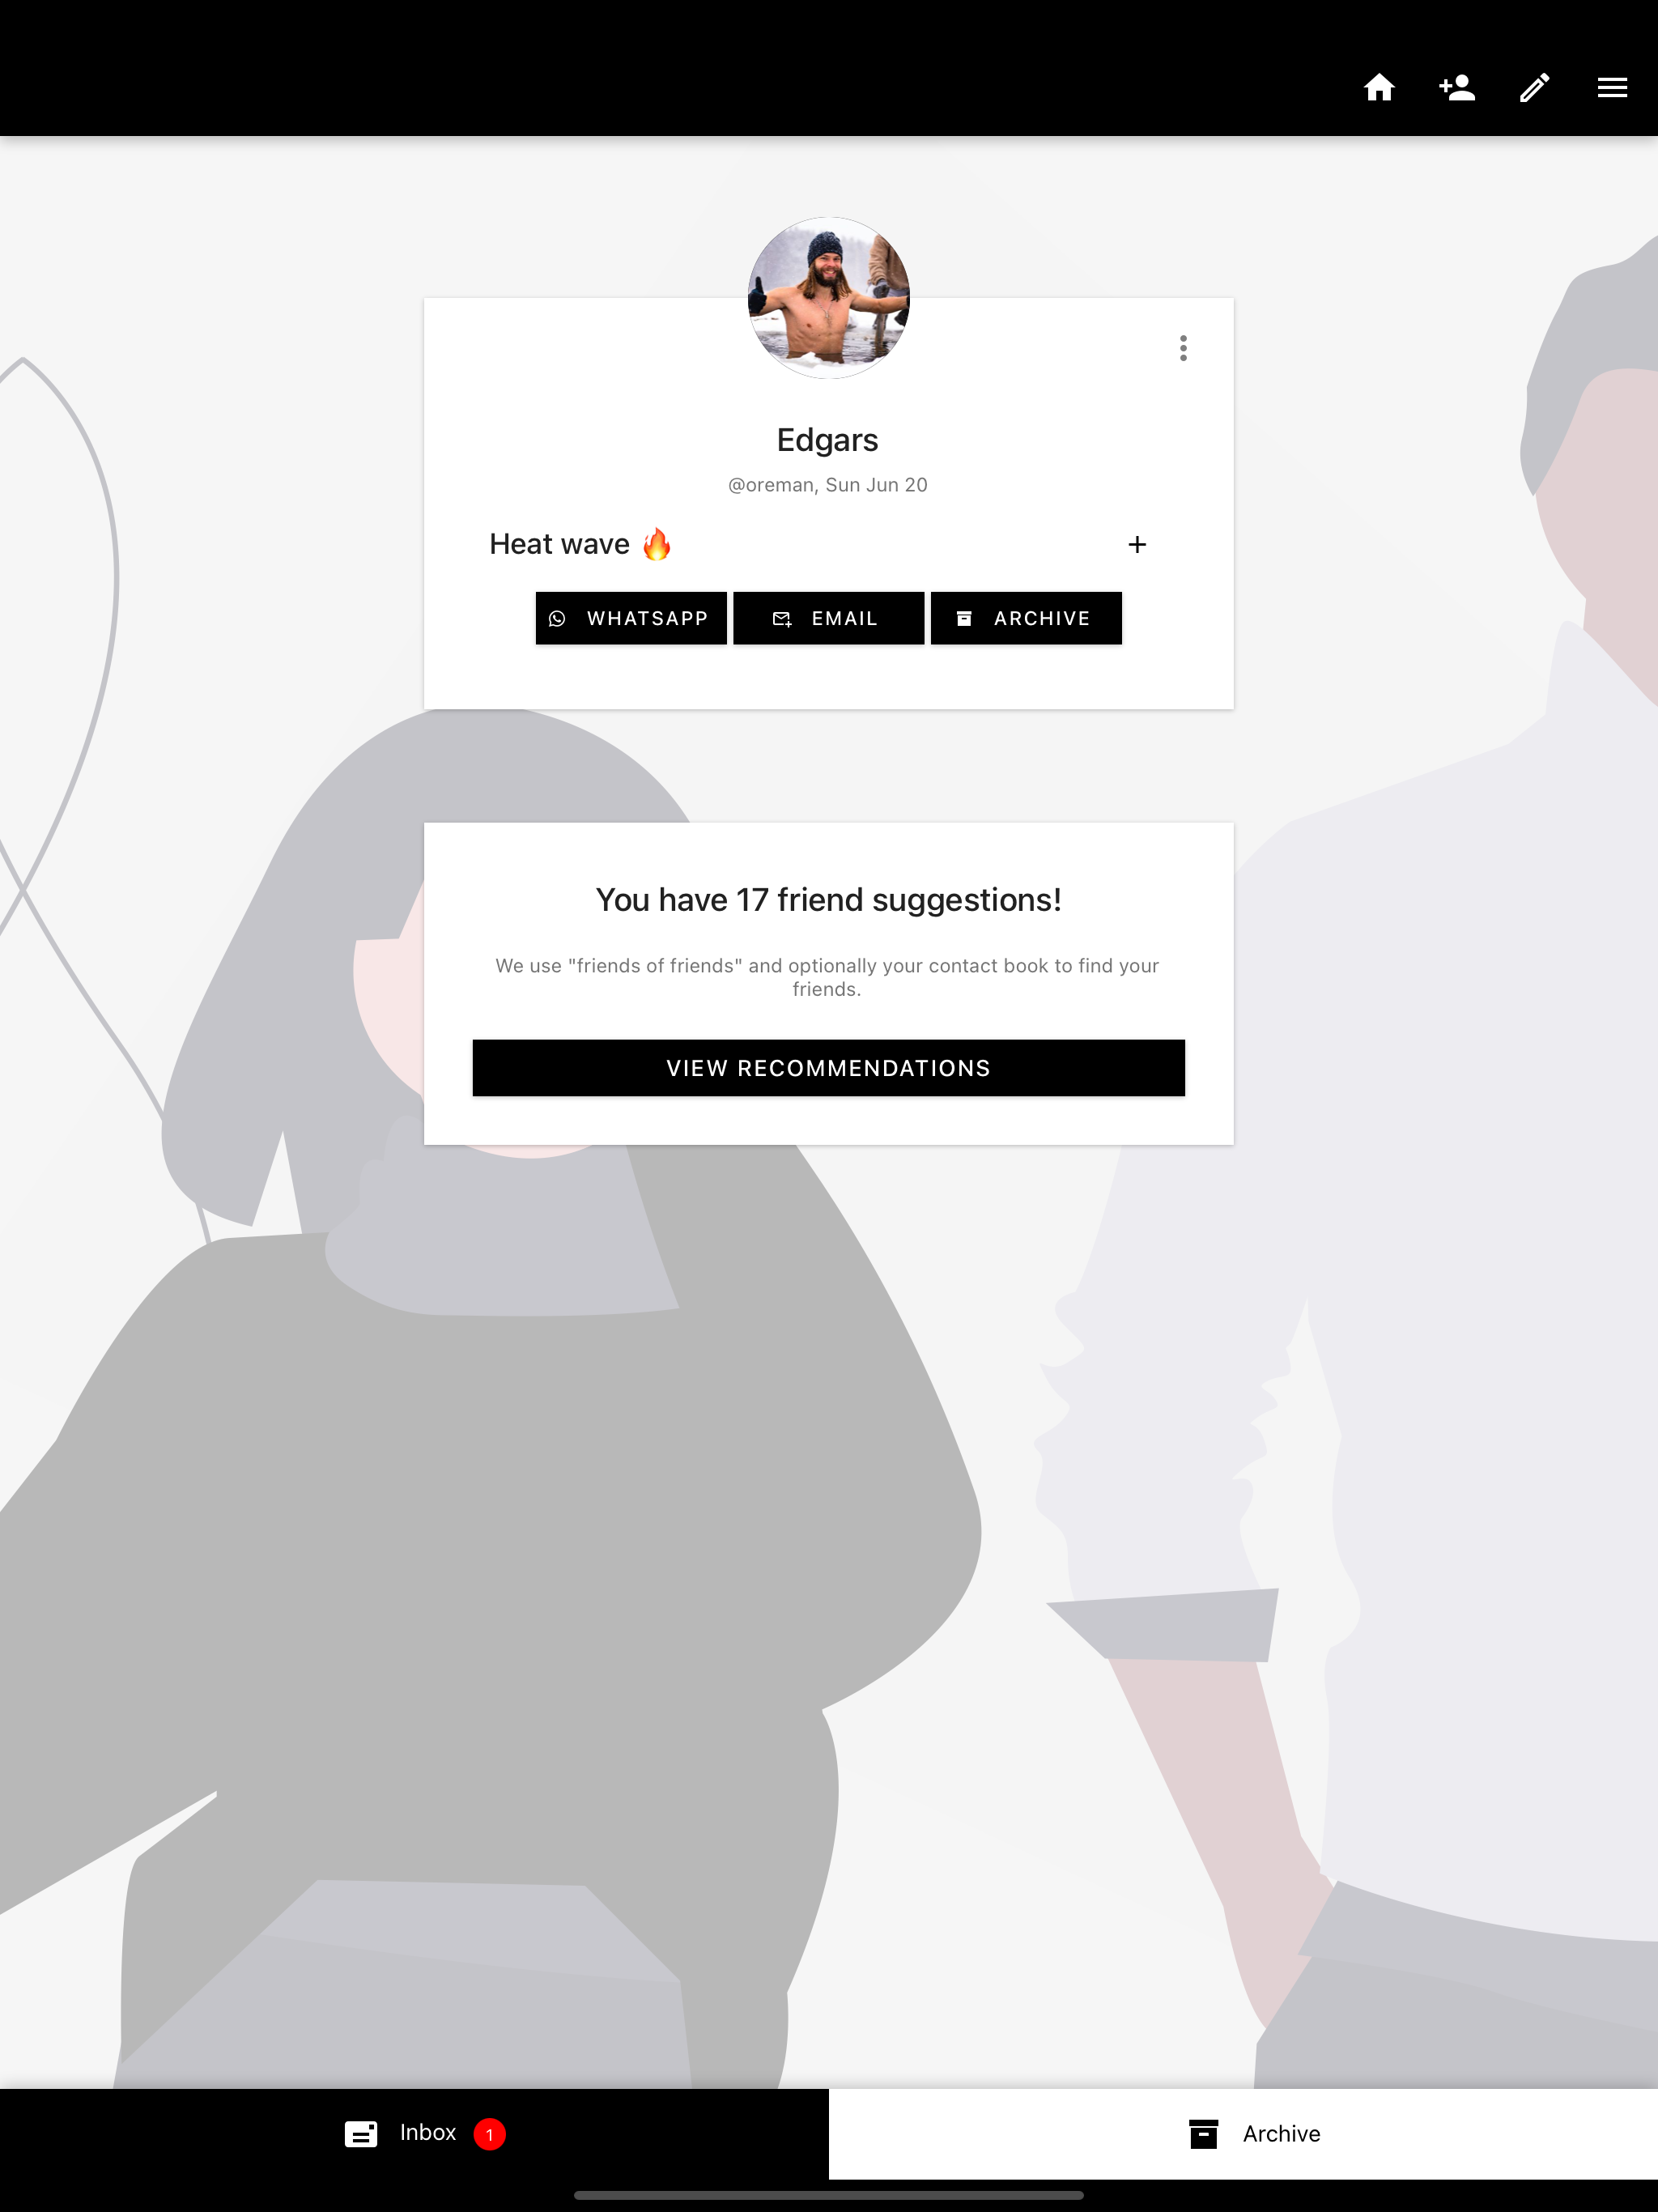 Edgars
@oreman, Sun Jun 20
Heat wave 🔥
WHATSAPP
EMAIL
ARCHIVE
You have 17 friend suggestions!
We use "friends of friends" and optionally your contact book to find your
friends.
VIEW RECOMMENDATIONS
Inbox 1
Archive